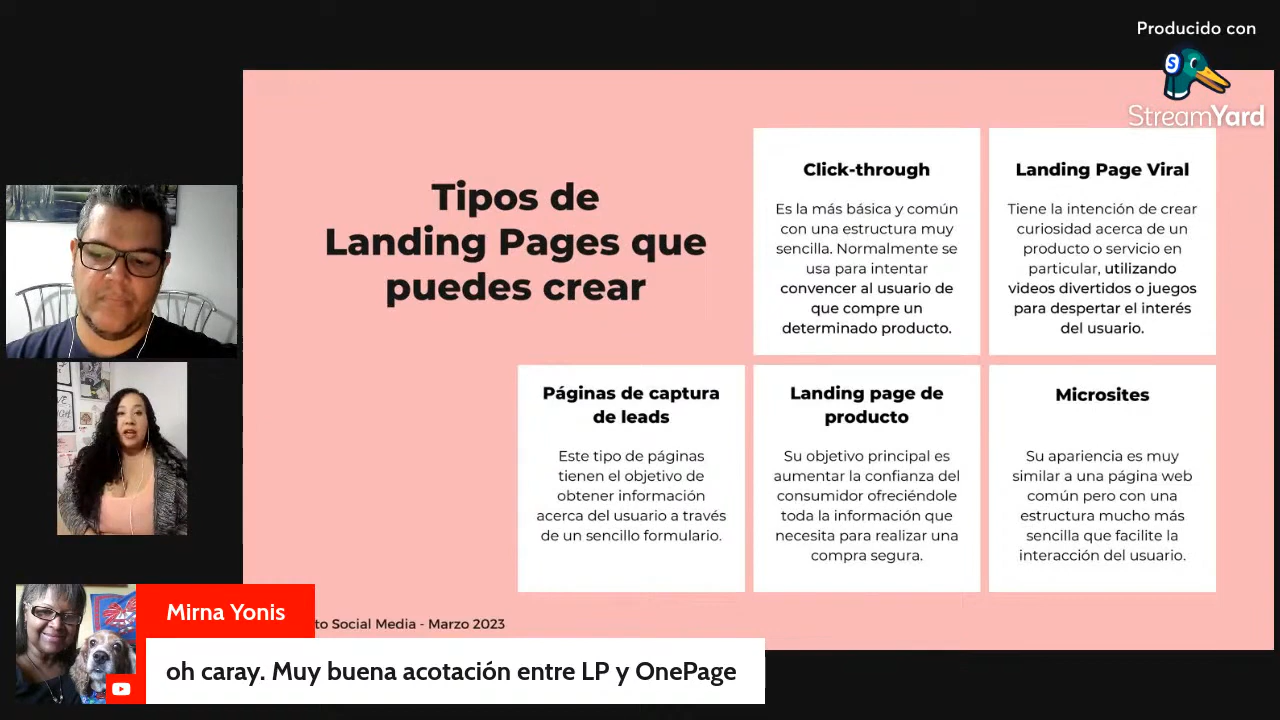 Producido con
StreamYard
Tipos de
Landing Pages que
puedes crear
Click-through
Es la más básica y común
con una estructura muy
sencilla. Normalmente se
usa para intentar
convencer al usuario de
que compre un
determinado producto.
Landing Page Viral
Tiene la intención de crear
curiosidad acerca de un
producto o servicio en
particular, utilizando
videos divertidos o juegos
para despertar el interés
del usuario.
Páginas de captura
de leads
Este tipo de páginas
tienen el objetivo de
obtener información
acerca del usuario a través
de un sencillo formulario.
Landing page de
producto
Su objetivo principal es
aumentar la confianza del
consumidor ofreciéndole
toda la información que
necesita para realizar una
compra segura.
Microsites
Su apariencia es muy
similar a una página web
común pero con una
estructura mucho más
sencilla que facilite la
interacción del usuario.
Social Media - Marzo 2023
Mirna Yonis
oh caray. Muy buena acotación entre LP y OnePage